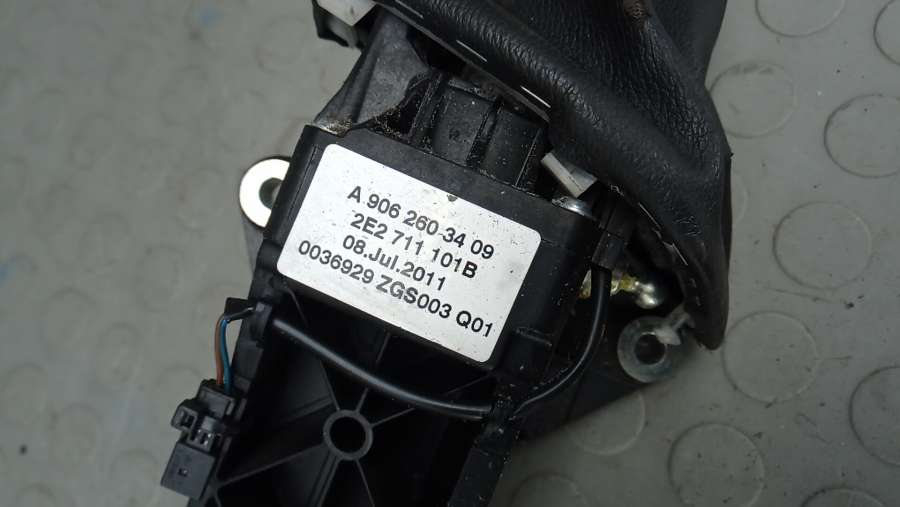 A 906 260 34 09
2E2 711 101B
08.Jul.2011
0036929 ZGS003 Q01